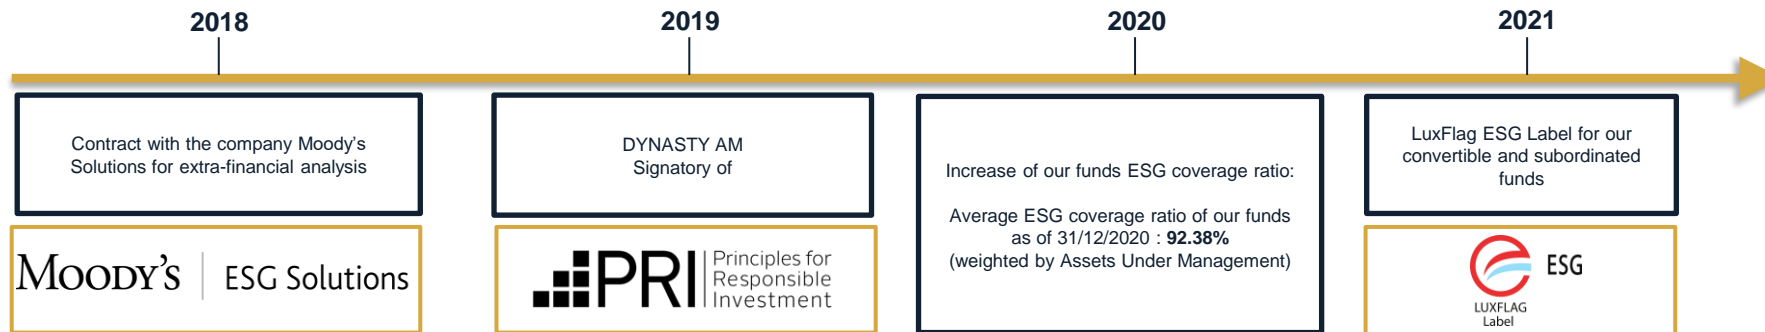 2018
2019
2020
2021
Contract with the company Moody's
Solutions for extra-financial analysis
MOODY'S | ESG Solutions
DYNASTY AM
Signatory of
PRI
Principles for
Responsible
Investment
Increase of our funds ESG coverage ratio:
Average ESG coverage ratio of our funds
as of 31/12/2020 : 92.38%
(weighted by Assets Under Management)
LuxFlag ESG Label for our
convertible and subordinated
funds
ESG
LUXFLAG
Label